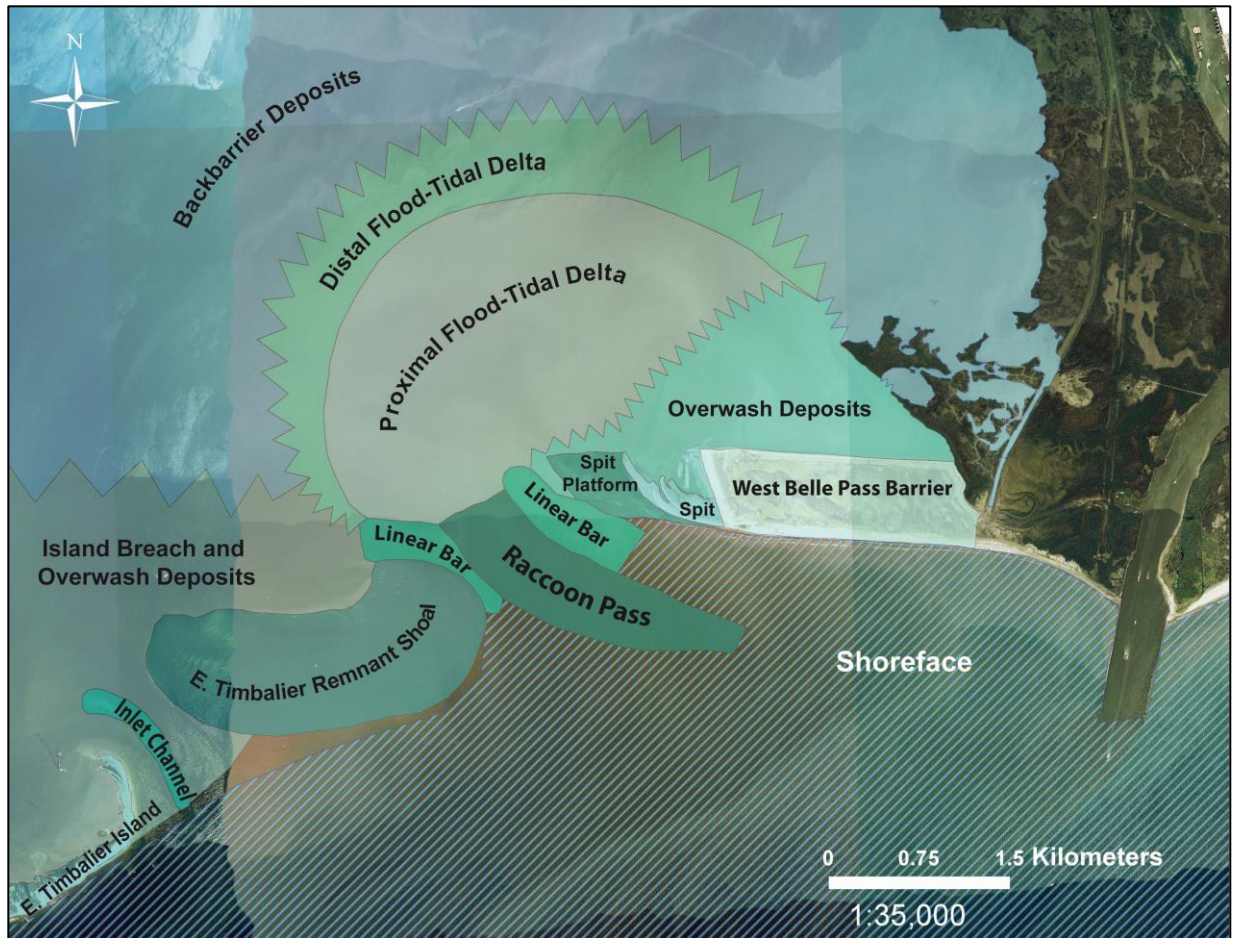 N
Backbarrier Deposits
Distal Flood-Tidal Delta
Proximal Flood-Tidal Delta
Overwash Deposits
Spit
Platform
Spit
West Belle Pass Barrier
Linear Bar
Linear Bar
Raccoon Pass
Island Breach and
Overwash Deposits
E. Timbalier Remnant Shoal
Shoreface
Inlet Channel
E. Timbalier Island
0 0.75 1.5 Kilometers
1:35,000